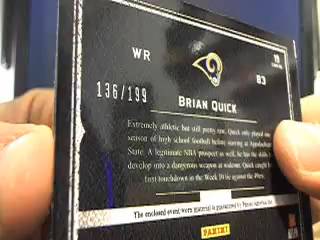 WR
83
136/199
BRIAN QUICK
Extremely athletic but still pretty raw, Quick only played one
season of high school football before starring at Appalachian
State. A legitimate NBA prospect as well, he has the skills to
develop into a dangerous weapon as wideout. Quick caught his
first touchdown in the Week 10 tie against the 49ers.
The enclosed event worn material is guaranteed by Panini America, Inc.
PANINI